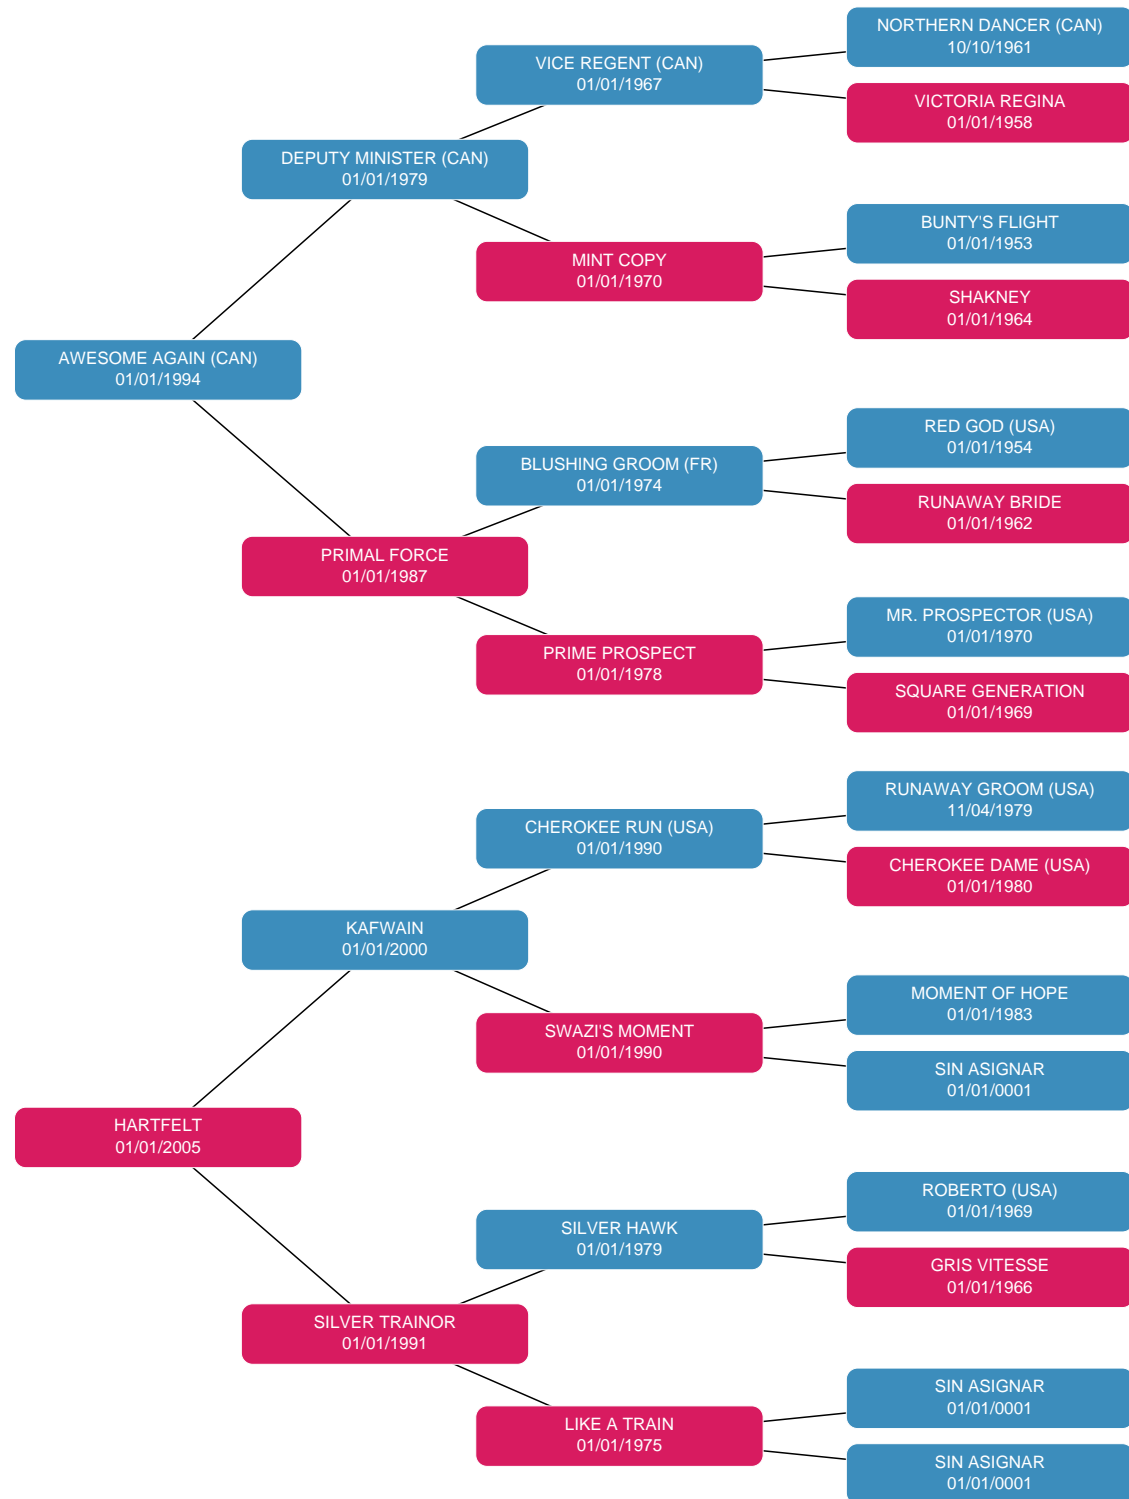 NORTHERN DANCER (CAN)
10/10/1961
VICE REGENT (CAN)
01/01/1967
VICTORIA REGINA
01/01/1958
DEPUTY MINISTER (CAN)
01/01/1979
BUNTY'S FLIGHT
01/01/1953
MINT COPY
01/01/1970
SHAKNEY
01/01/1964
AWESOME AGAIN (CAN)
01/01/1994
RED GOD (USA)
01/01/1954
BLUSHING GROOM (FR)
01/01/1974
RUNAWAY BRIDE
01/01/1962
PRIMAL FORCE
01/01/1987
MR. PROSPECTOR (USA)
01/01/1970
PRIME PROSPECT
01/01/1978
SQUARE GENERATION
01/01/1969
RUNAWAY GROOM (USA)
11/04/1979
CHEROKEE RUN (USA)
01/01/1990
CHEROKEE DAME (USA)
01/01/1980
KAFWAIN
01/01/2000
MOMENT OF HOPE
01/01/1983
SWAZI'S MOMENT
01/01/1990
SIN ASIGNAR
01/01/0001
HARTFELT
01/01/2005
ROBERTO (USA)
01/01/1969
SILVER HAWK
01/01/1979
GRIS VITESSE
01/01/1966
SILVER TRAINOR
01/01/1991
SIN ASIGNAR
01/01/0001
LIKE A TRAIN
01/01/1975
SIN ASIGNAR
01/01/0001